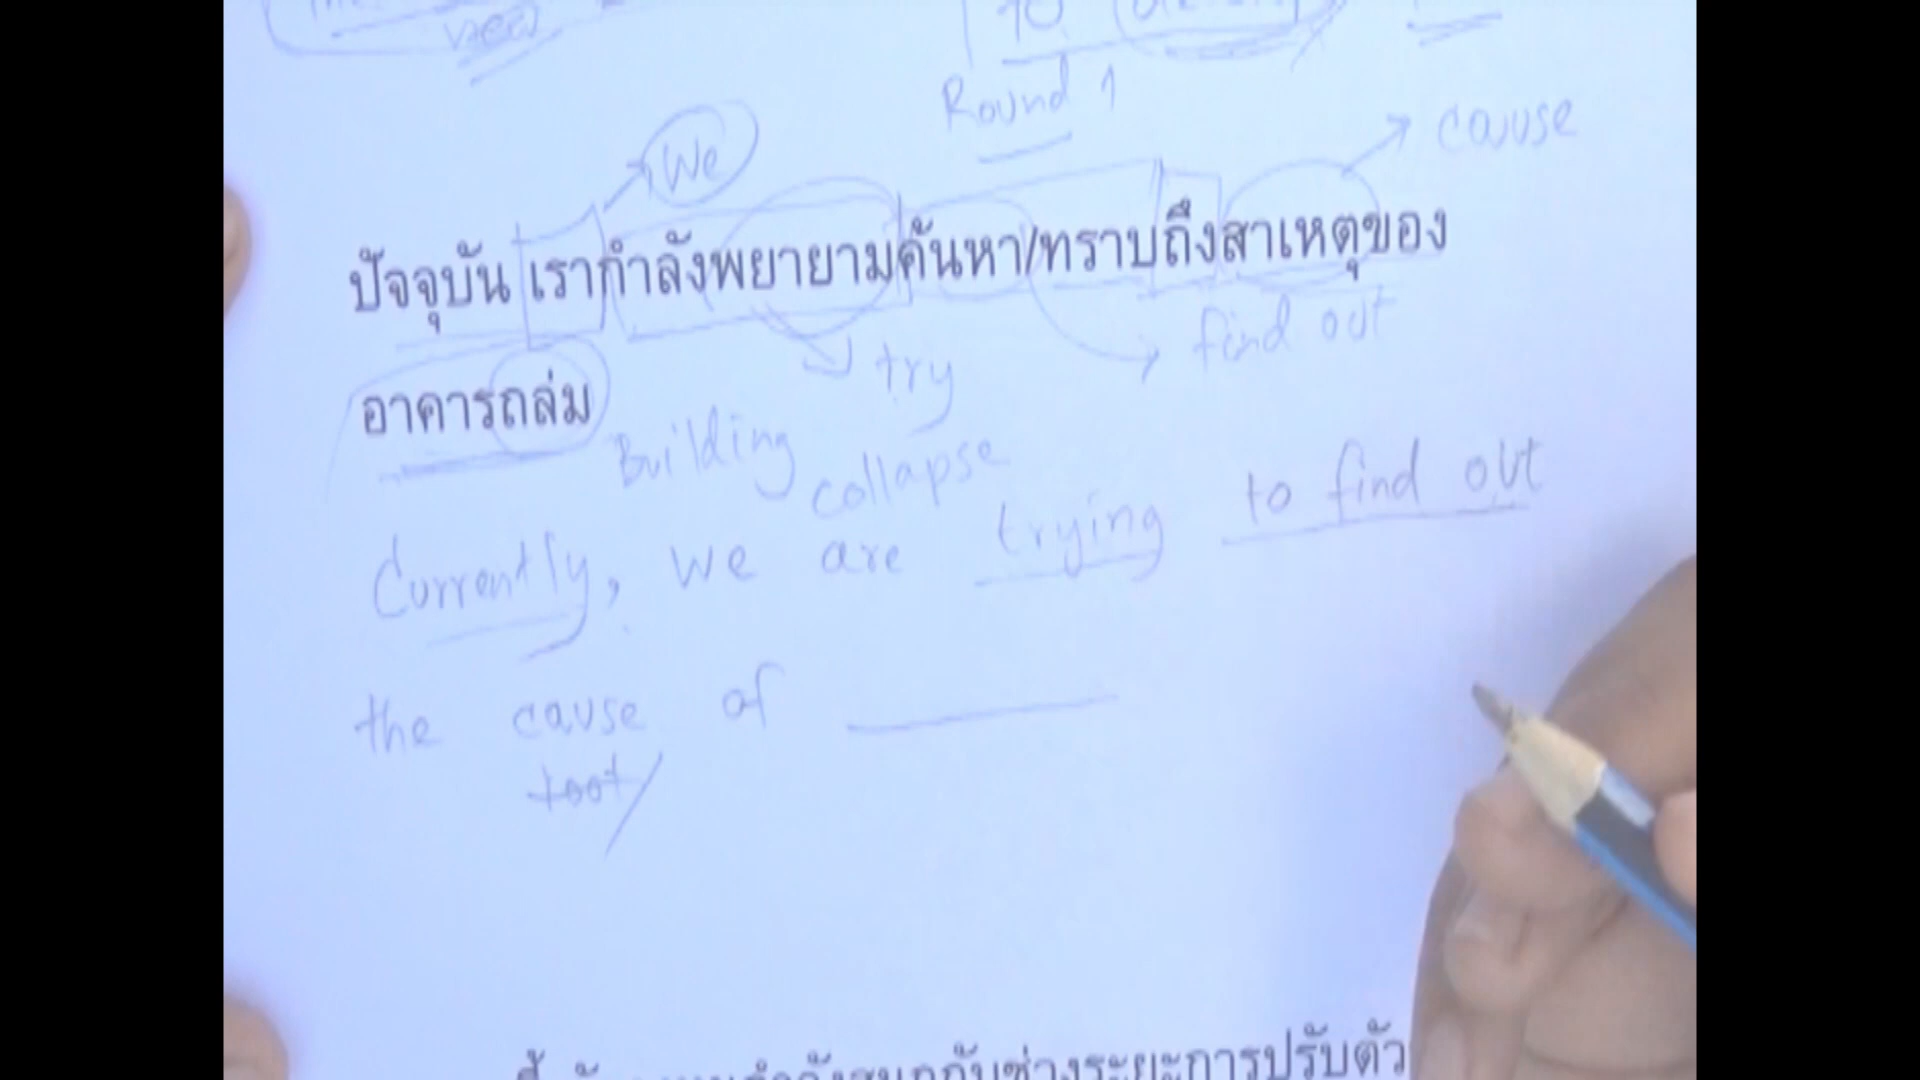 Round 1
We
cause
ปัจจุบัน เรากำลังพยายามค้นหา/ทราบถึงสาเหตุของ
try
find out
อาคารถล่ม
Building collapse
Currently, we are trying to find out
the cause of